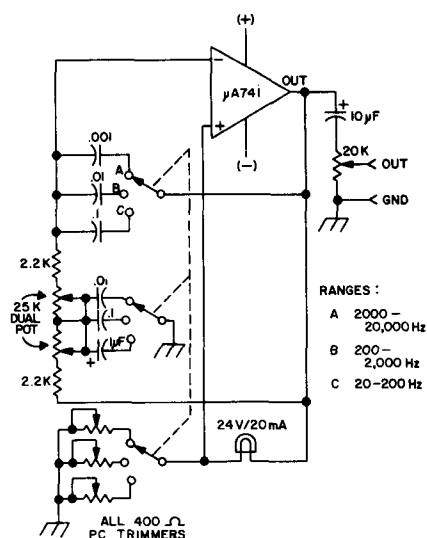 (+)
−
μA741
OUT
+
(−)
+
10μF
20K
OUT
GND
.001
A
.01
B
.1
C
2.2K
25K
DUAL
POT
.01
.1
1μF
+
2.2K
RANGES:
A 2000-
20,000 Hz
B 200-
2,000 Hz
C 20-200 Hz
24V/20mA
ALL 400 Ω
PC TRIMMERS